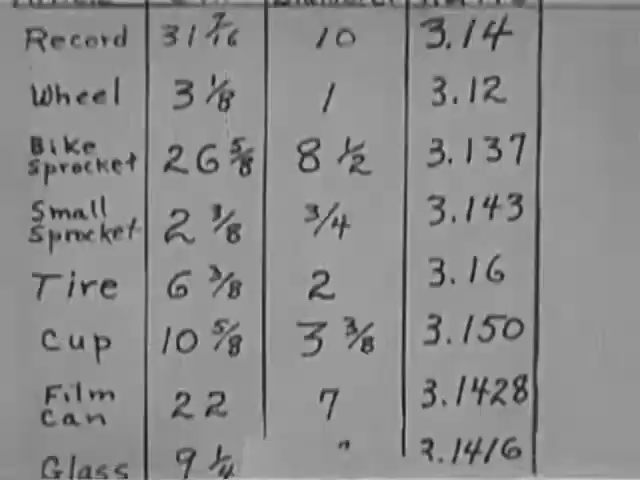 Record 31 7/16 10 3.14
Wheel 3 1/8 1 3.12
Bike Sprocket 26 5/8 8 1/2 3.137
Small Sprocket 2 3/8 3/4 3.143
Tire 6 3/8 2 3.16
Cup 10 5/8 3 3/8 3.150
Film Can 22 7 3.1428
Glass 9 1/4 " 3.1416